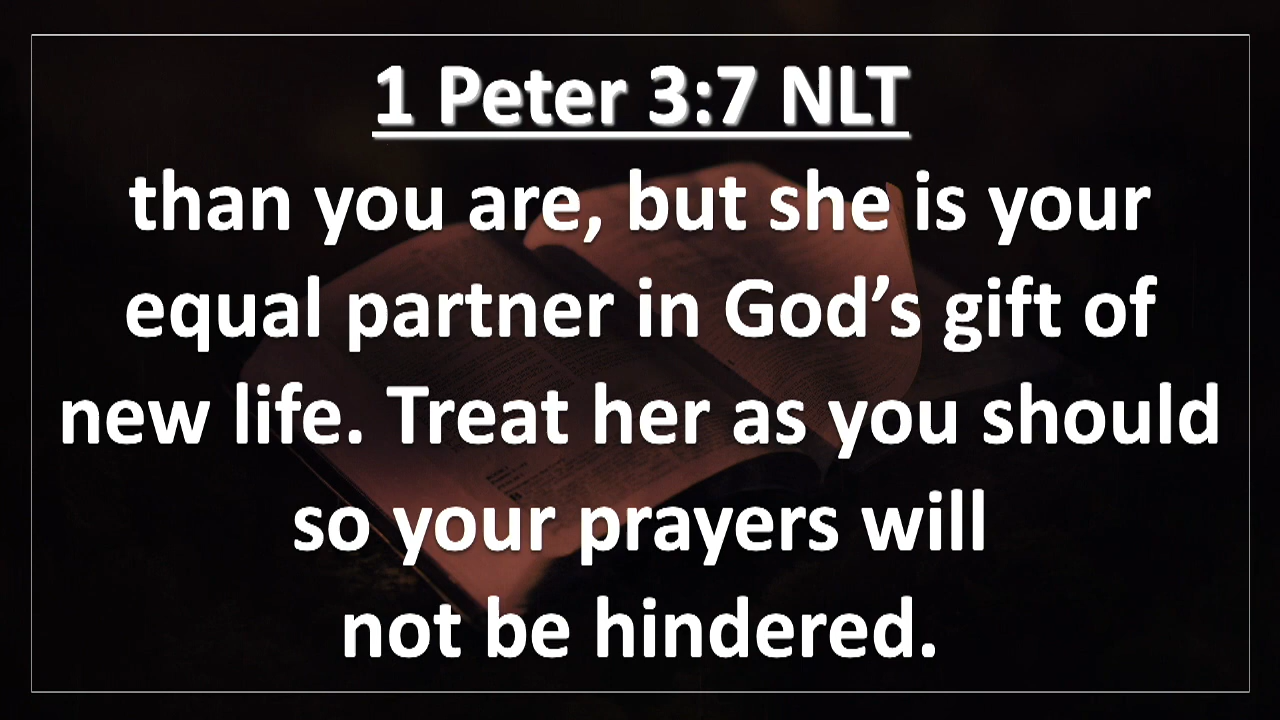 1 Peter 3:7 NLT
than you are, but she is your
equal partner in God’s gift of
new life. Treat her as you should
so your prayers will
not be hindered.